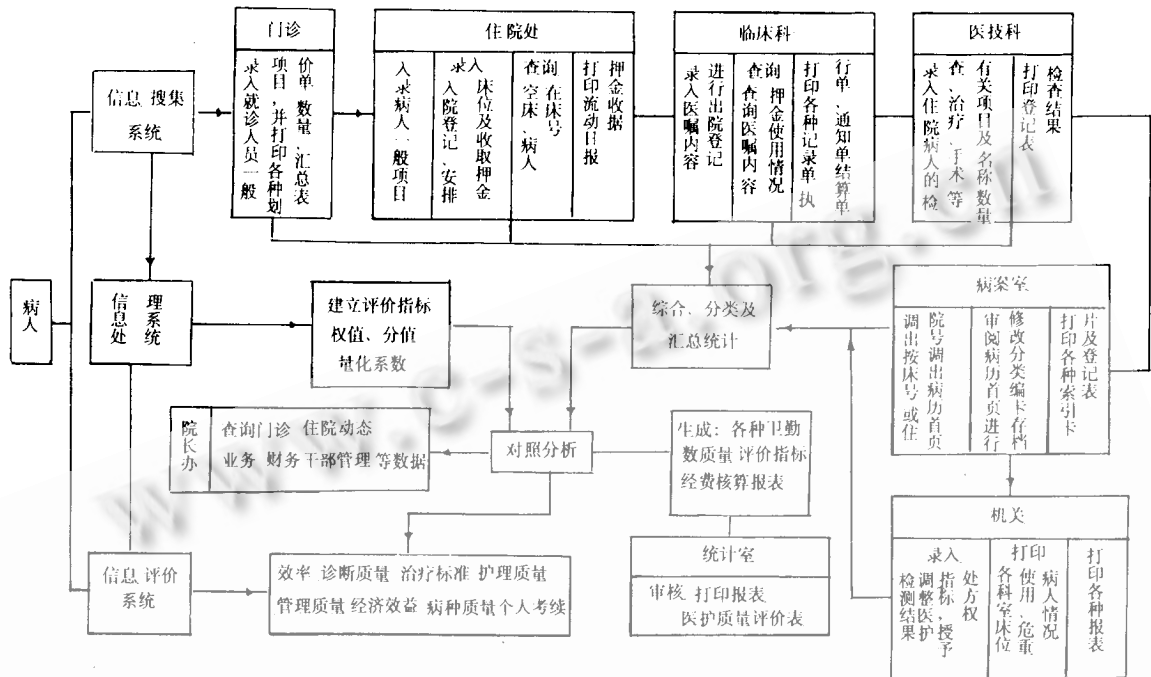 门诊
录入就诊人员一般
项目,并打印各种划
价单、数量、汇总表
住院处
入录病人一般项目
录入
入院登记、安排
床位及收取押金
查询
空床、病人
在床号
打印流动日报
押金收据
临床科
录入医嘱内容
进行出院登记
查询
查询医嘱内容
押金使用情况
打印各种记录单 执
行单、通知单结算单
医技科
录入住院病人的检
查、治疗、手术等
有关项目及名称数量
打印登记表
检查结果
信息 搜集
系统
病人
信息处
理系统
建立评价指标
权值、分值
量化系数
综合、分类及
汇总统计
病案室
调出按床号或住
院号调出病历首页
审阅病历首页进行
修改分类编卡存档
打印各种索引卡
片及登记表
院长办
查询门诊 住院动态
业务 财务干部管理 等数据
对照分析
生成：各种卫勤
数质量 评价指标
经费核算报表
机关
录入
检测结果
调整医护
指标,授予
处方权
打印
各科室床位
使用、危重
病人情况
打印各种报表
信息 评价
系统
效率 诊断质量 治疗标准 护理质量
管理质量 经济效益 病种质量个人考续
统计室
审核 打印报表
医护质量评价表
www.c-s-a.org.cn